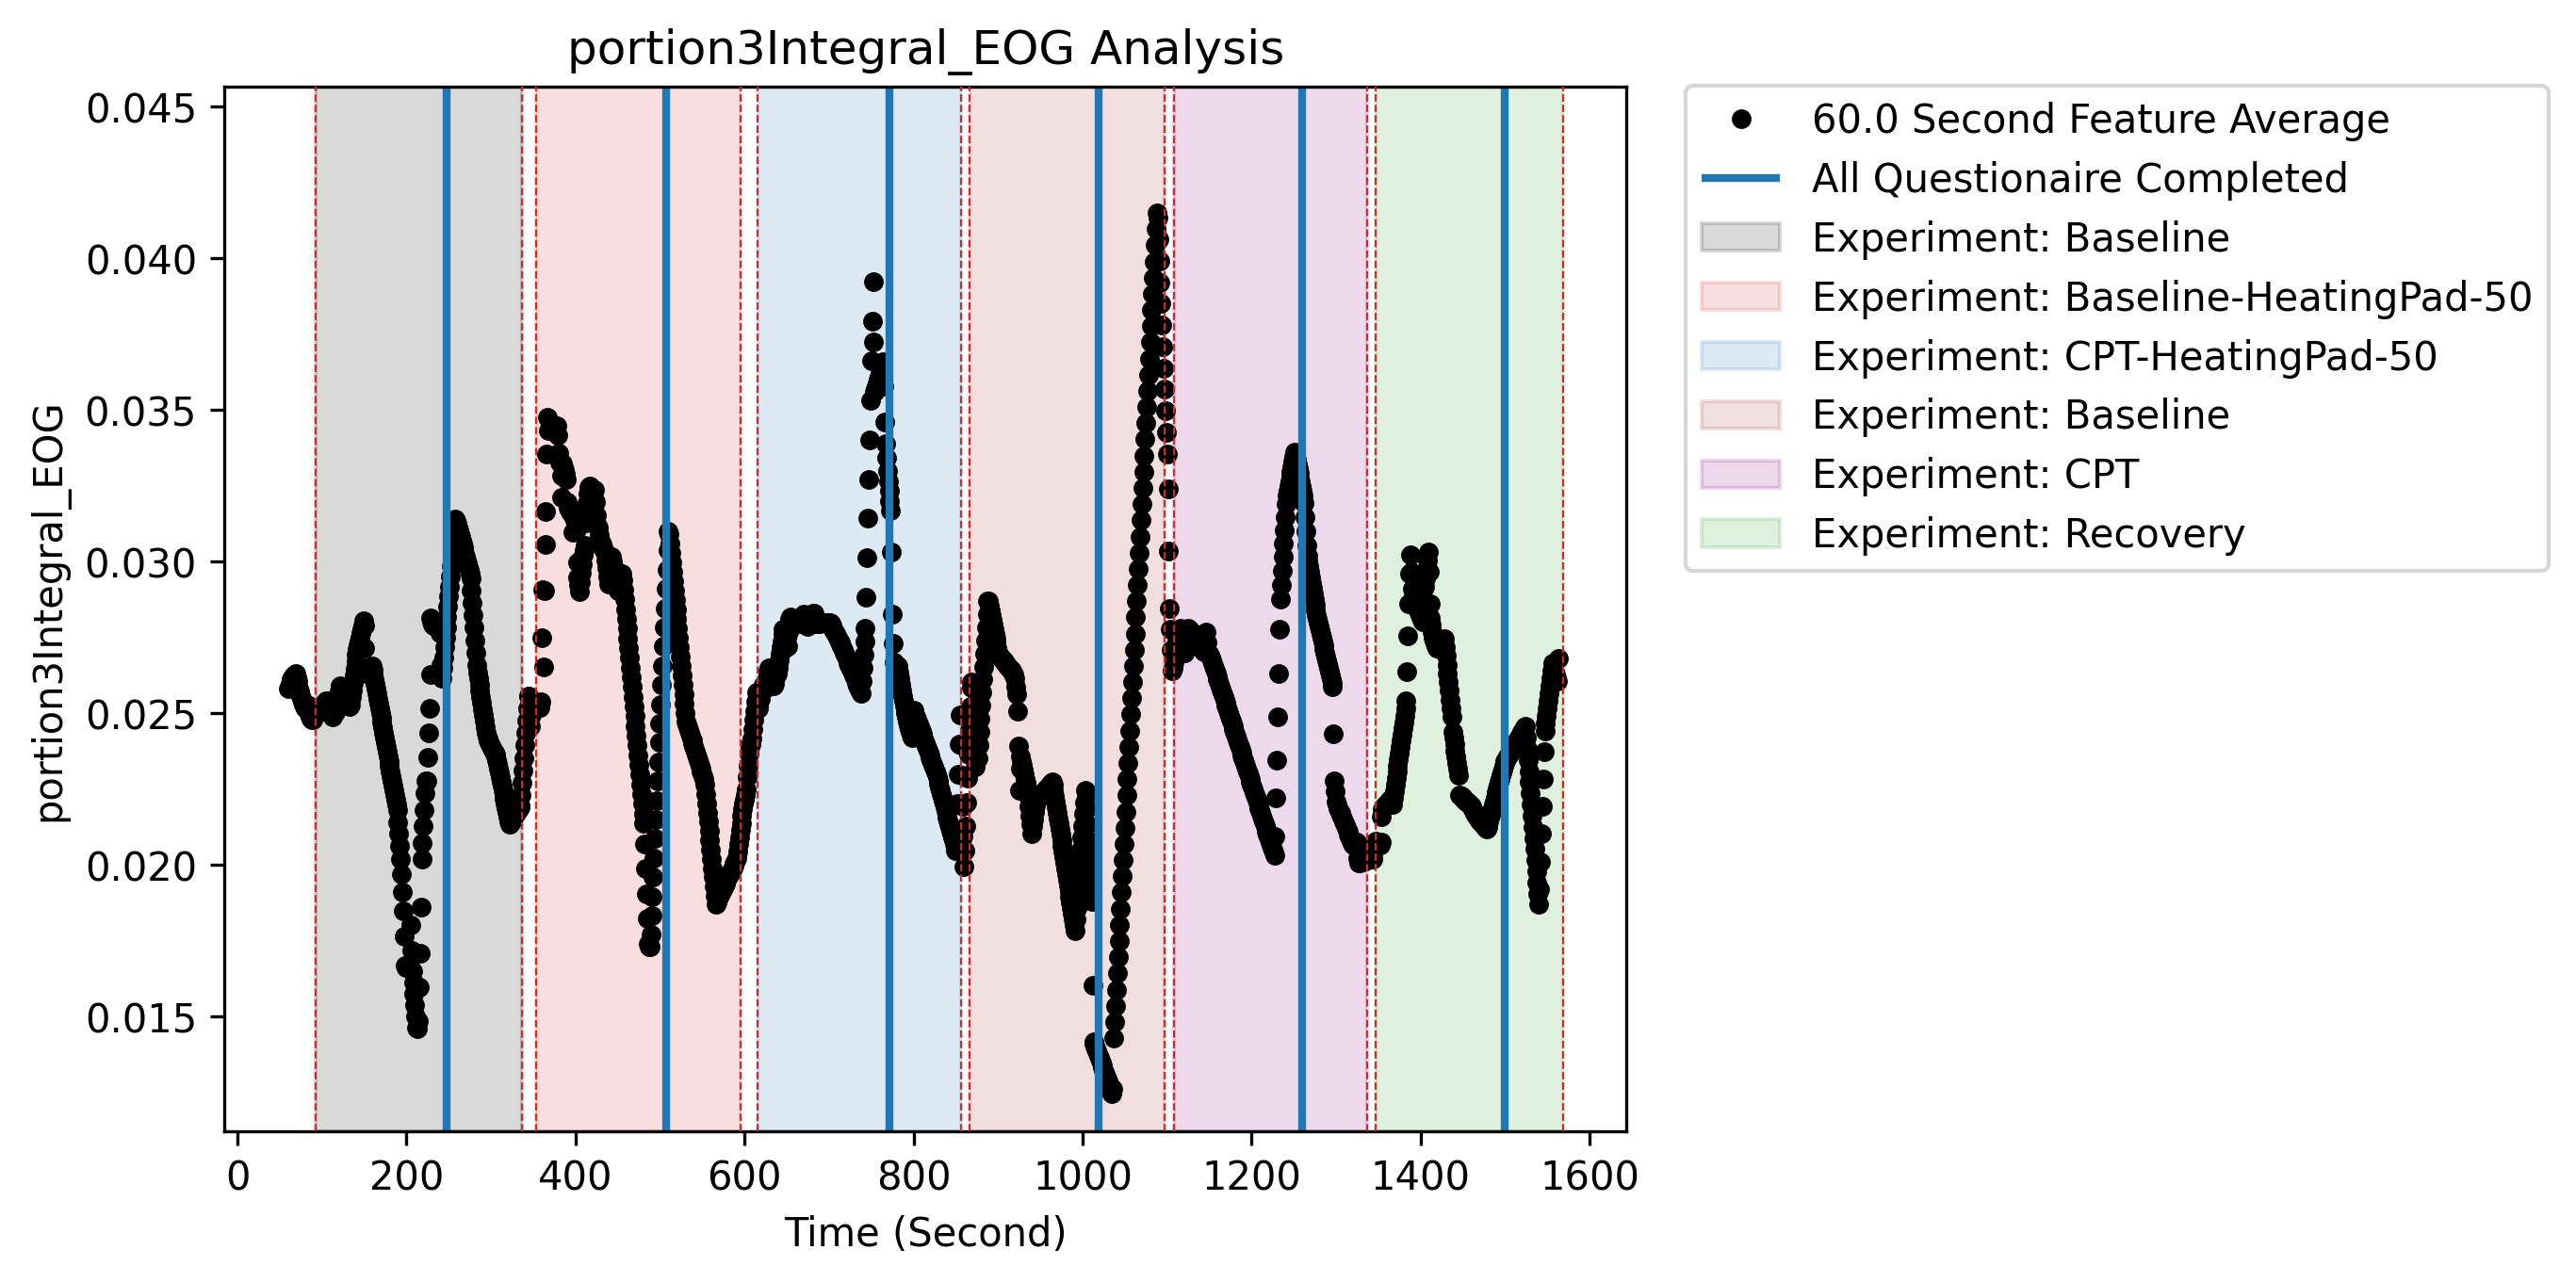 portion3Integral_EOG Analysis
portion3Integral_EOG
0.045
0.040
0.035
0.030
0.025
0.020
0.015
0 200 400 600 800 1000 1200 1400 1600
Time (Second)
60.0 Second Feature Average
All Questionaire Completed
Experiment: Baseline
Experiment: Baseline-HeatingPad-50
Experiment: CPT-HeatingPad-50
Experiment: Baseline
Experiment: CPT
Experiment: Recovery